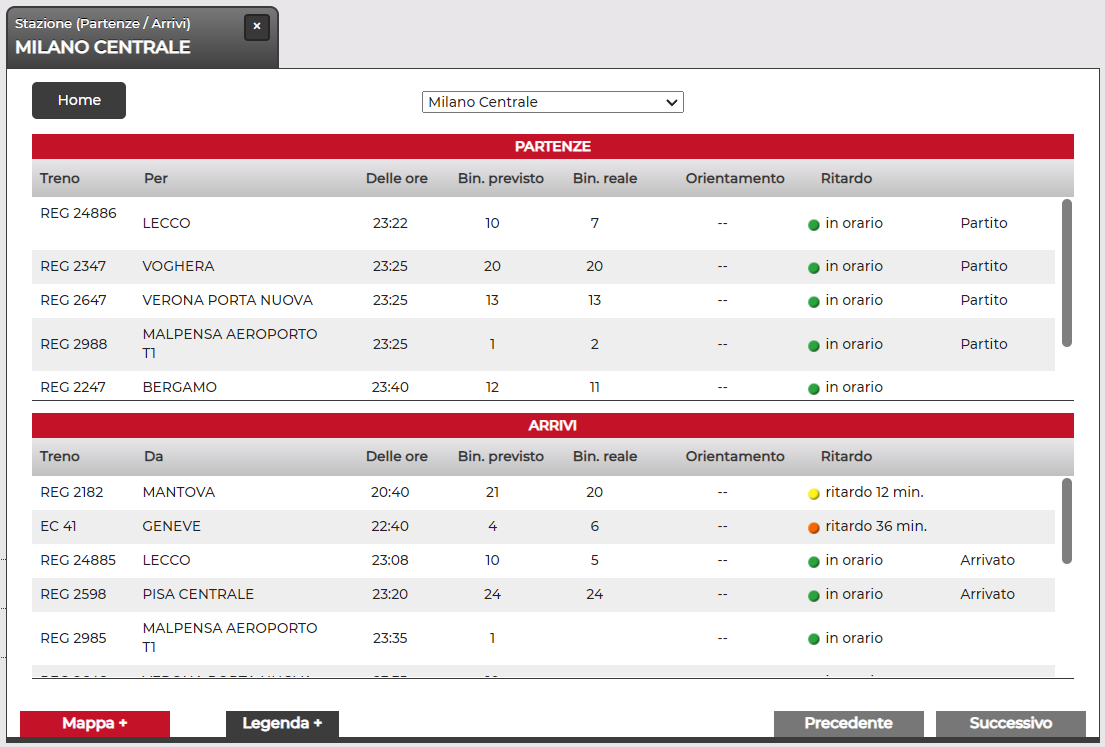 Stazione (Partenze / Arrivi)
×
MILANO CENTRALE
Home
Milano Centrale
PARTENZE
Treno Per Delle ore Bin. previsto Bin. reale Orientamento Ritardo
REG 24886 LECCO 23:22 10 7 -- in orario Partito
REG 2347 VOGHERA 23:25 20 20 -- in orario Partito
REG 2647 VERONA PORTA NUOVA 23:25 13 13 -- in orario Partito
REG 2988 MALPENSA AEROPORTO T1 23:25 1 2 -- in orario Partito
REG 2247 BERGAMO 23:40 12 11 -- in orario
ARRIVI
Treno Da Delle ore Bin. previsto Bin. reale Orientamento Ritardo
REG 2182 MANTOVA 20:40 21 20 -- ritardo 12 min.
EC 41 GENEVE 22:40 4 6 -- ritardo 36 min.
REG 24885 LECCO 23:08 10 5 -- in orario Arrivato
REG 2598 PISA CENTRALE 23:20 24 24 -- in orario Arrivato
REG 2985 MALPENSA AEROPORTO T1 23:35 1 -- in orario
Mappa + Legenda + Precedente Successivo